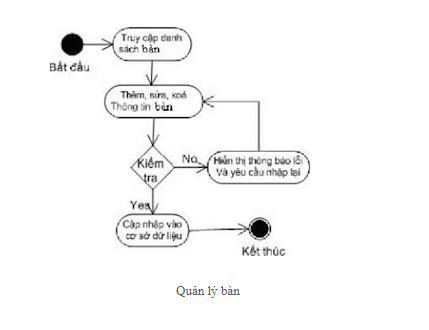 Truy cập danh
sách bàn
Bắt đầu
Thêm, sửa, xoá
Thông tin bàn
Kiểm
tra
No
Hiển thị thông báo lỗi
Và yêu cầu nhập lại
Yes
Cập nhập vào
cơ sở dữ liệu
Kết thúc
Quản lý bàn